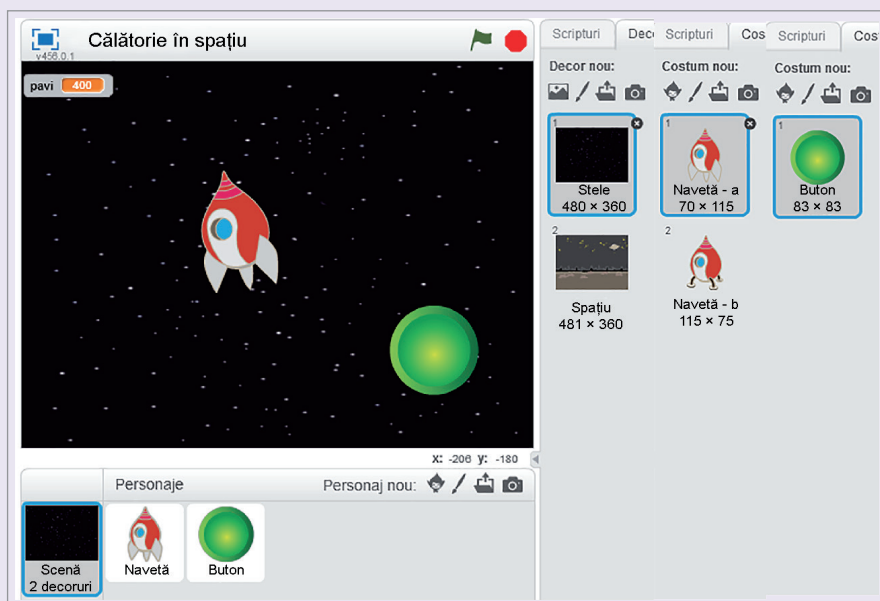 Călătorie în spațiu
v456.0.1
pavi 400
x: -206 y: -180
Personaje
Personaj nou:
Scenă
2 decoruri
Navetă
Buton
Scripturi
Deco
Decor nou:
1
Stele
480 × 360
2
Spațiu
481 × 360
Scripturi
Cos
Costum nou:
1
Navetă - a
70 × 115
2
Navetă - b
115 × 75
Scripturi
Cos
Costum nou:
1
Buton
83 × 83